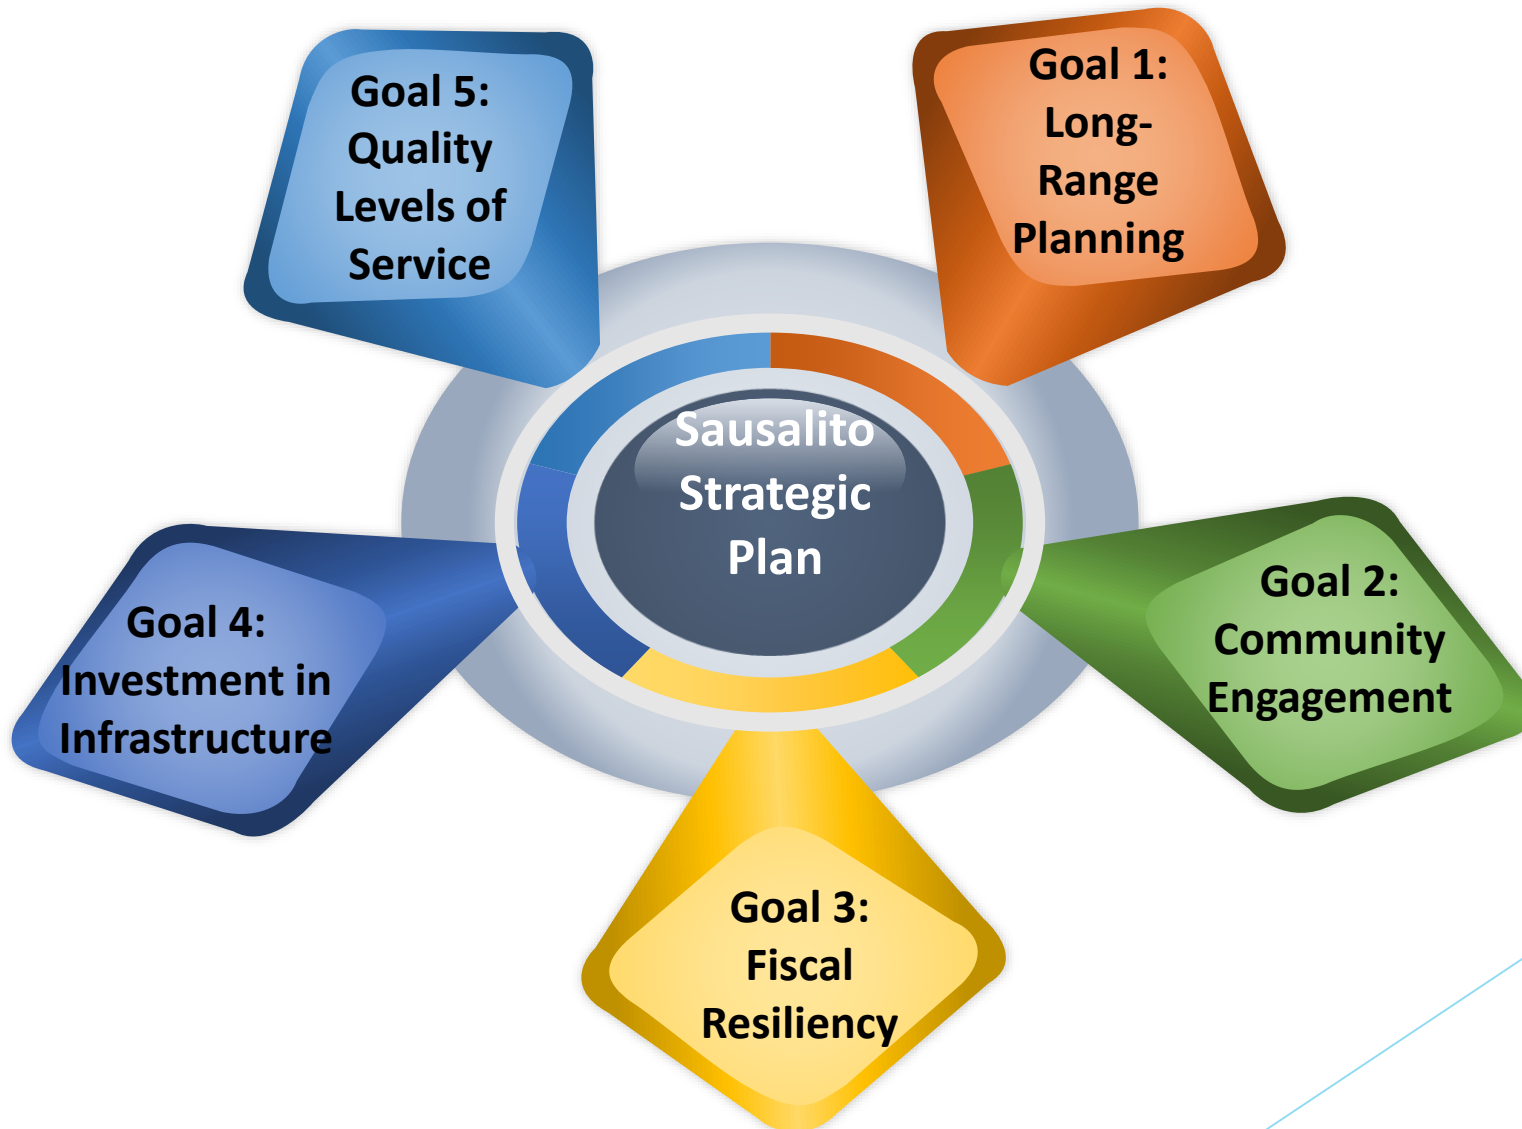 Goal 5:
Quality
Levels of
Service
Goal 1:
Long-
Range
Planning
Sausalito
Strategic
Plan
Goal 4:
Investment in
Infrastructure
Goal 2:
Community
Engagement
Goal 3:
Fiscal
Resiliency